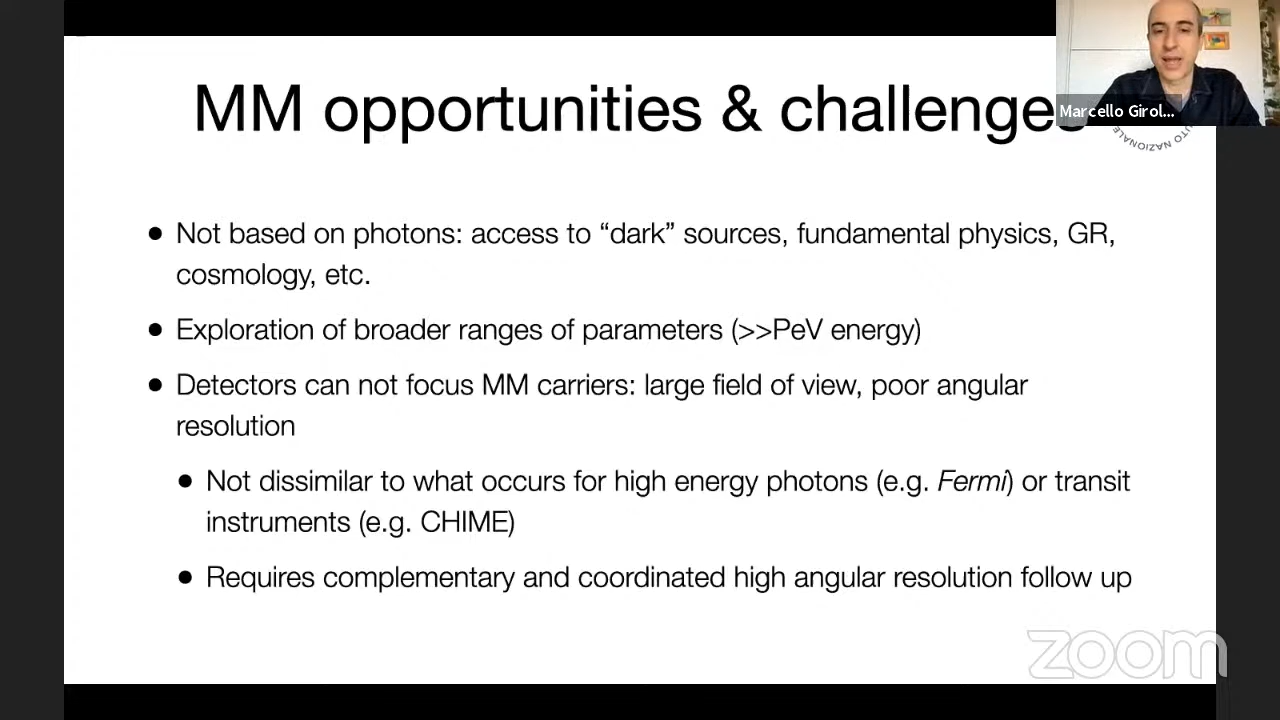 MM opportunities & challenges
Marcello Girol...
UTO NAZIONALE
● Not based on photons: access to “dark” sources, fundamental physics, GR,
cosmology, etc.
● Exploration of broader ranges of parameters (>>PeV energy)
● Detectors can not focus MM carriers: large field of view, poor angular
resolution
● Not dissimilar to what occurs for high energy photons (e.g. Fermi) or transit
instruments (e.g. CHIME)
● Requires complementary and coordinated high angular resolution follow up
zoom